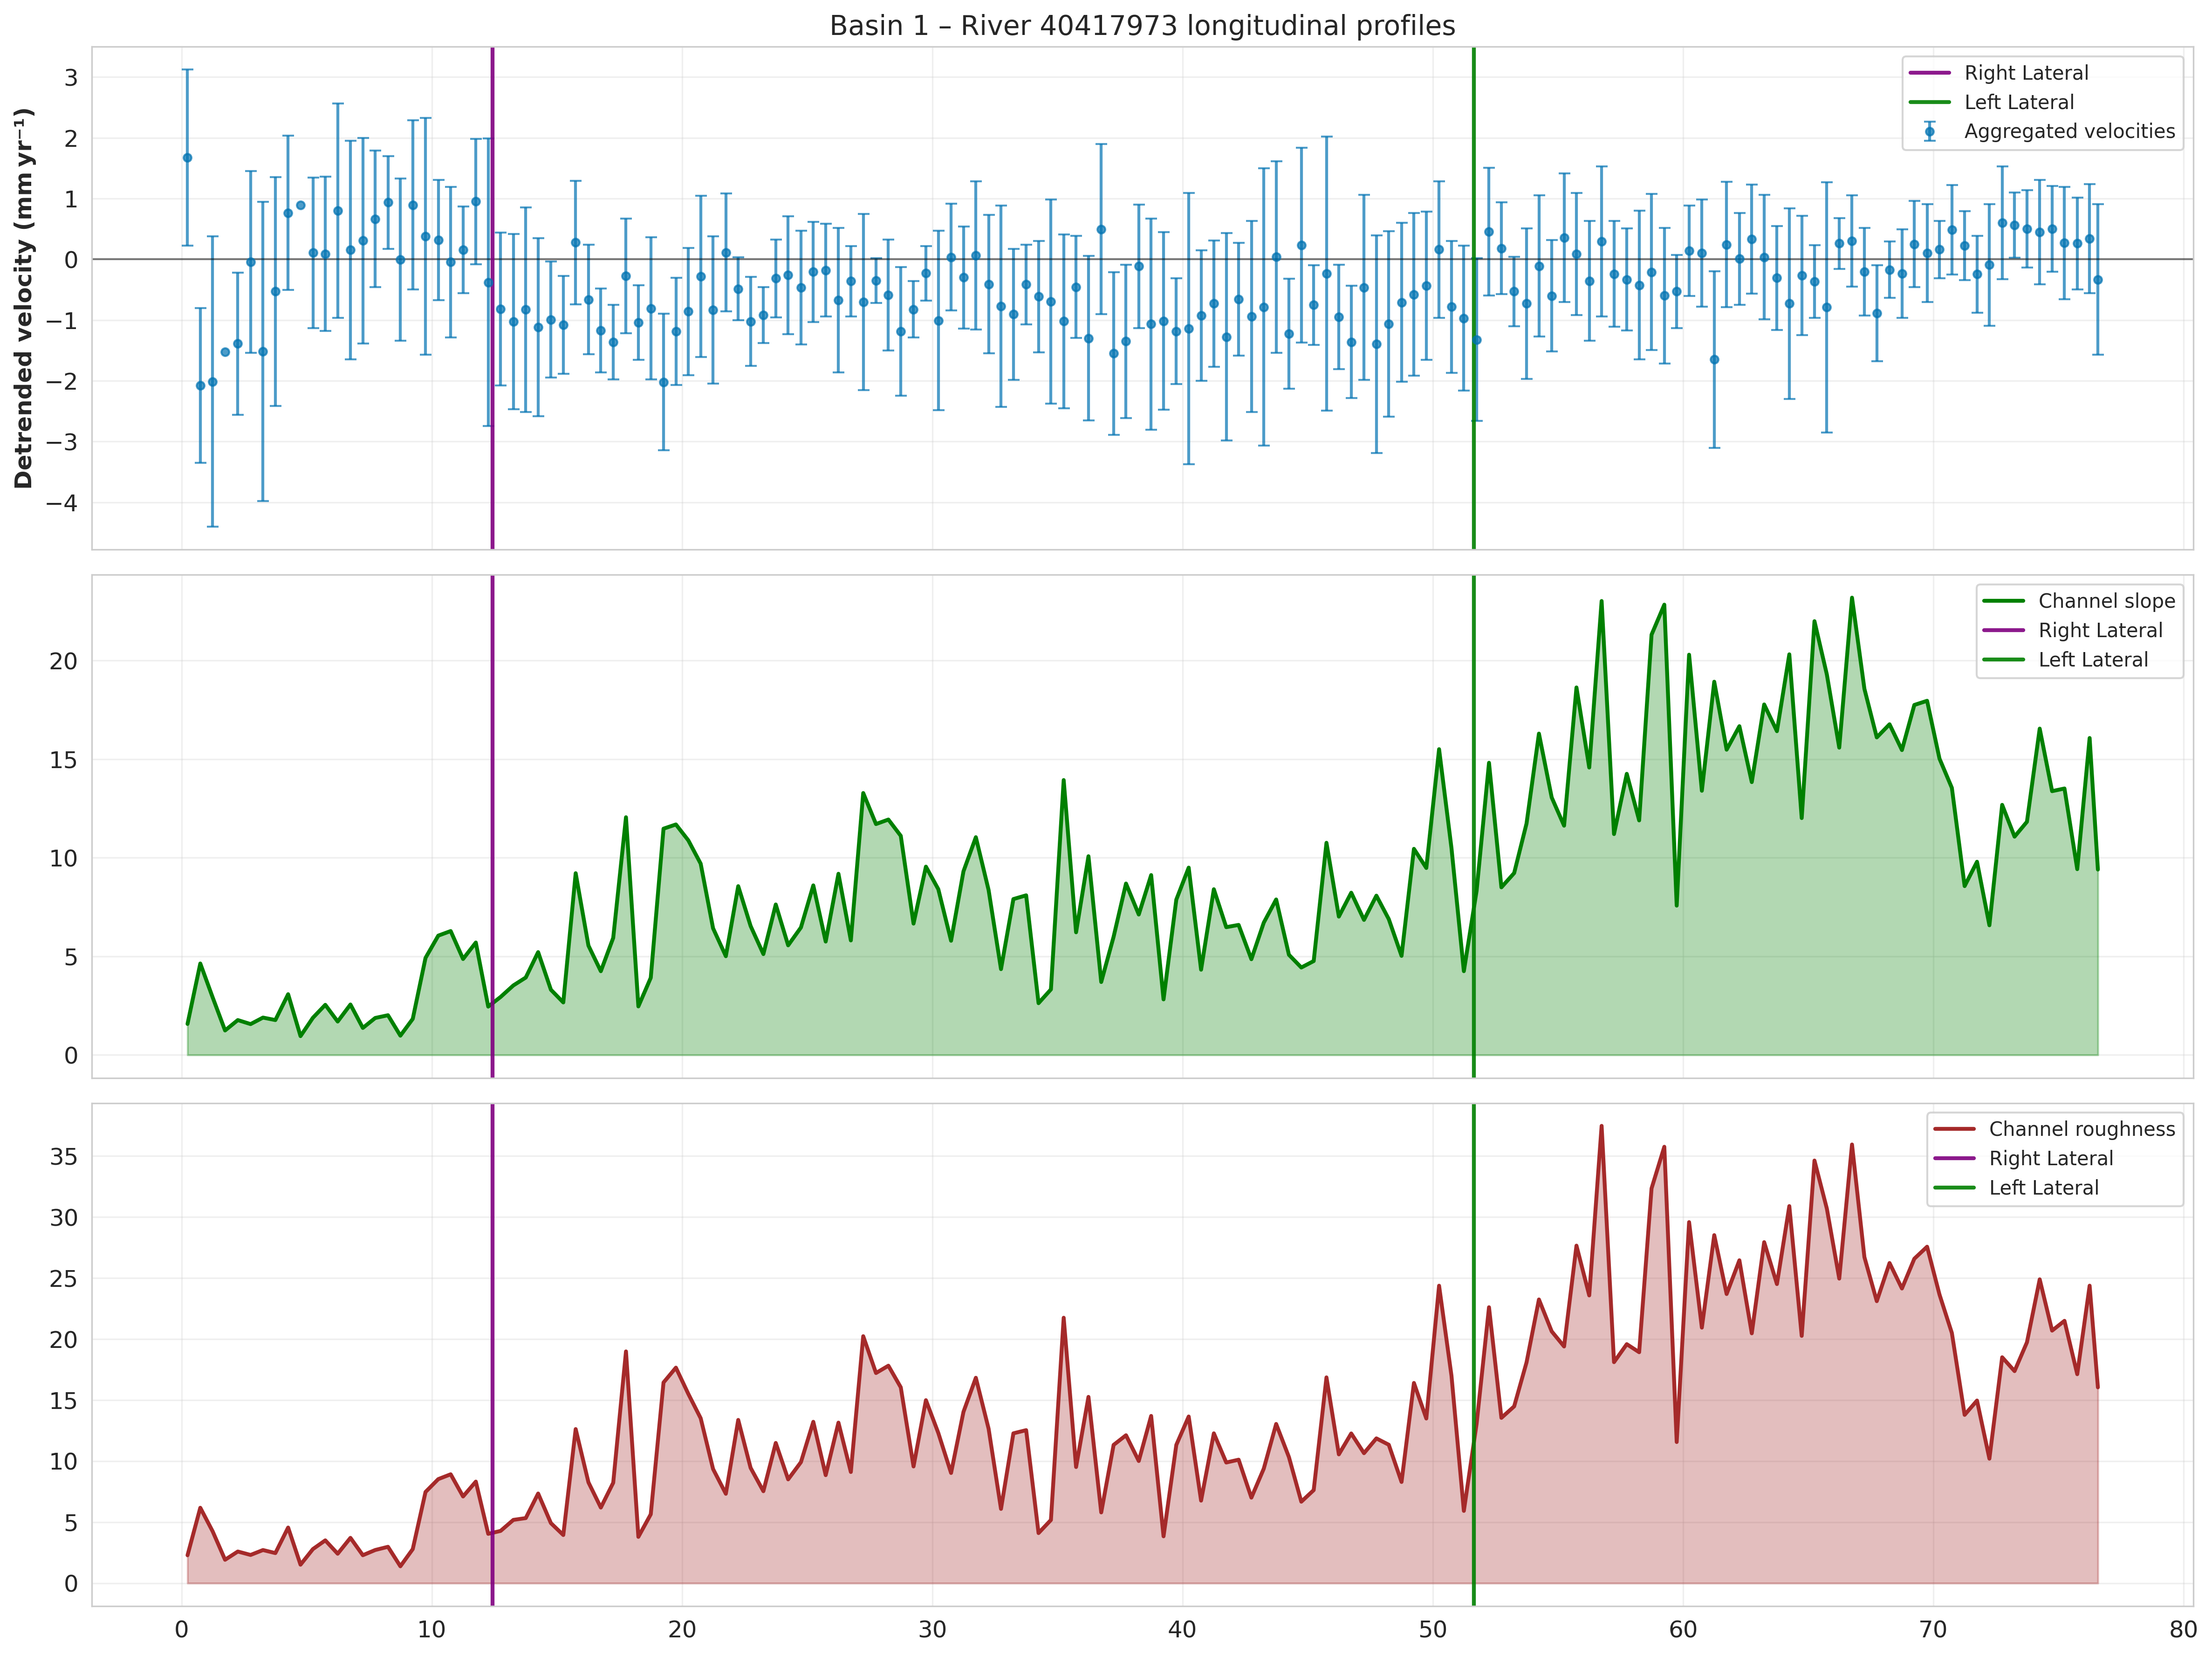 Basin 1 – River 40417973 longitudinal profiles
Detrended velocity (mm yr⁻¹)
3
2
1
0
−1
−2
−3
−4
Right Lateral
Left Lateral
Aggregated velocities
20
15
10
5
0
Channel slope
Right Lateral
Left Lateral
35
30
25
20
15
10
5
0
Channel roughness
Right Lateral
Left Lateral
0 10 20 30 40 50 60 70 80